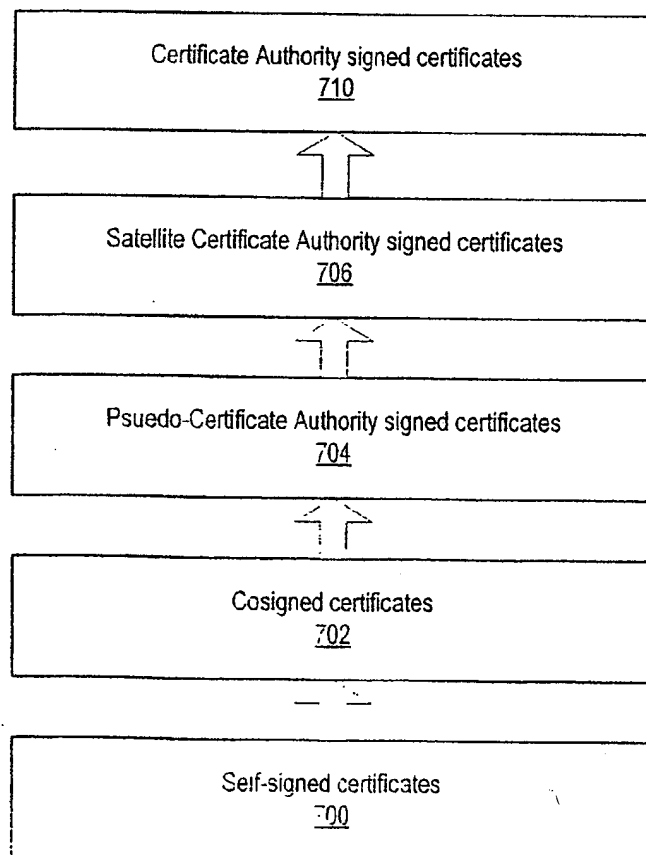 Certificate Authority signed certificates
710
Satellite Certificate Authority signed certificates
706
Psuedo-Certificate Authority signed certificates
704
Cosigned certificates
702
Self-signed certificates
700